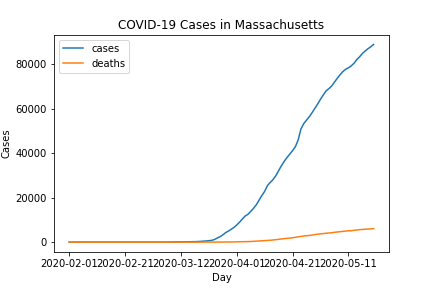 COVID-19 Cases in Massachusetts
cases
deaths
80000
60000
40000
20000
0
Cases
2020-02-01 2020-02-21 2020-03-12 2020-04-01 2020-04-21 2020-05-11
Day